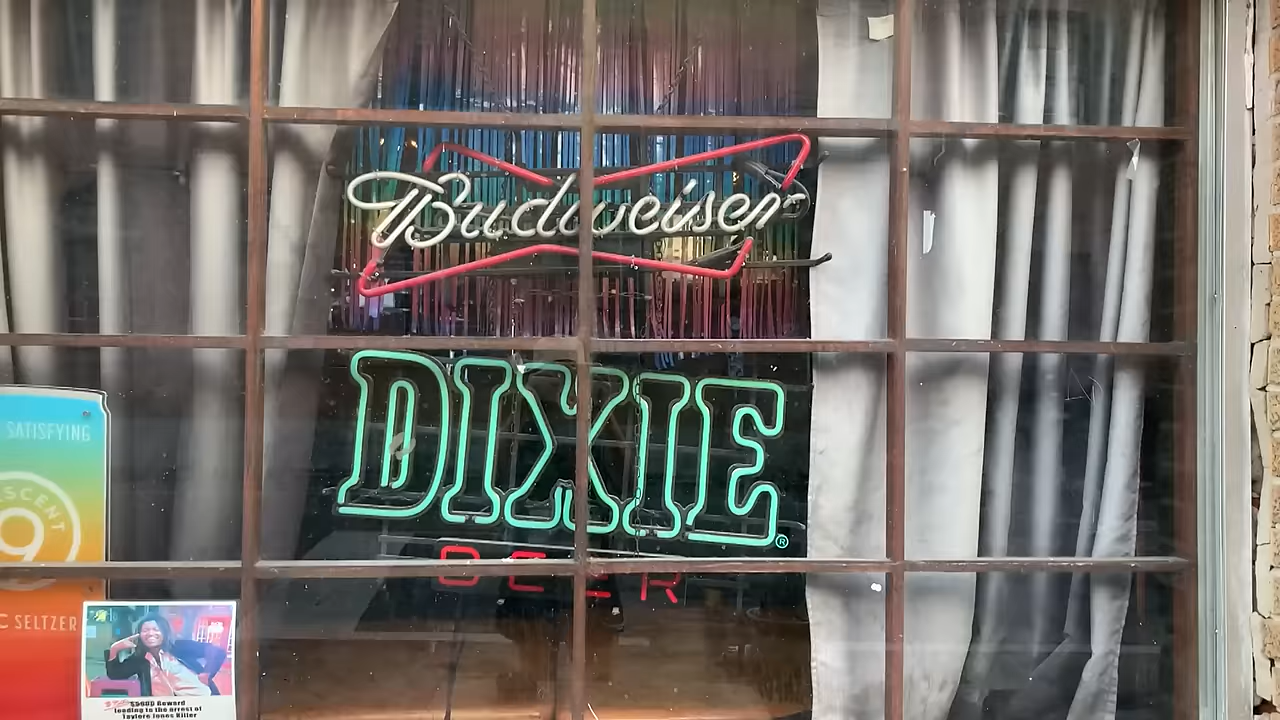 Budweiser
DIXIE
®
BEER
SATISFYING
SCENT
9
C SELTZER
$5000 Reward
leading to the arrest of
Taylore Jones Killer